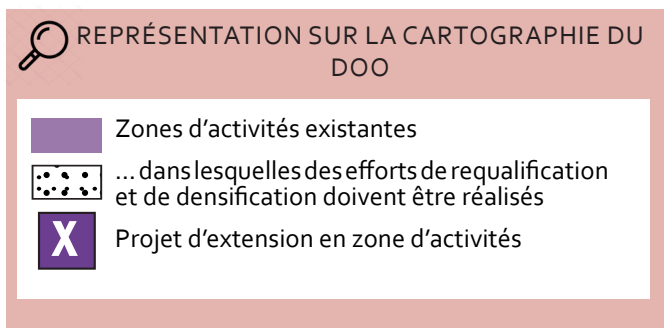 REPRÉSENTATION SUR LA CARTOGRAPHIE DU
DOO
Zones d'activités existantes
... dans lesquelles des efforts de requalification
et de densification doivent être réalisés
X
Projet d'extension en zone d'activités